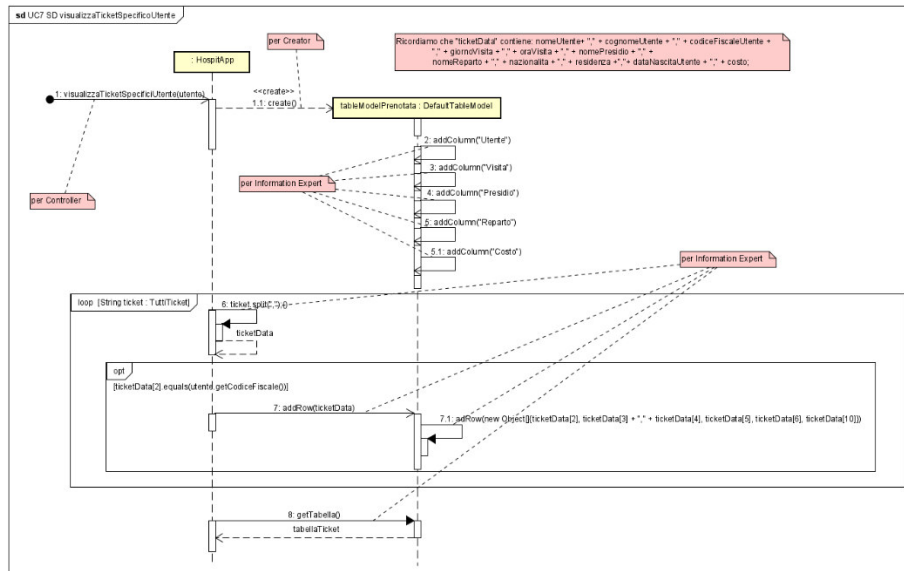 sd UC7 SD visualizzaTicketSpecificoUtente
per Creator
Ricordiamo che "ticketData" contiene: nomeUtente+ "," + cognomeUtente + "," + codiceFiscaleUtente +
"," + giornoVisita + "," + oraVisita + "," + nomePresidio + "," +
nomeReparto + "," + nazionalita + "," + residenza +","+ dataNascitaUtente + "," + costo;
: HospitApp
<<create>>
1: visualizzaTicketSpecificiUtente(utente)
1.1: create()
tableModelPrenotata : DefaultTableModel
2: addColumn("Utente")
3: addColumn("Visita")
per Information Expert
4: addColumn("Presidio")
per Controller
5: addColumn("Reparto")
5.1: addColumn("Costo")
per Information Expert
loop [String ticket : TuttiTicket]
6: ticket.split(",").()
ticketData
opt
[ticketData[2].equals(utente.getCodiceFiscale())]
7: addRow(ticketData)
7.1: adRow(new Object[]{ticketData[2], ticketData[3] + "," + ticketData[4], ticketData[5], ticketData[6], ticketData[10]})
8: getTabella()
tabellaTicket